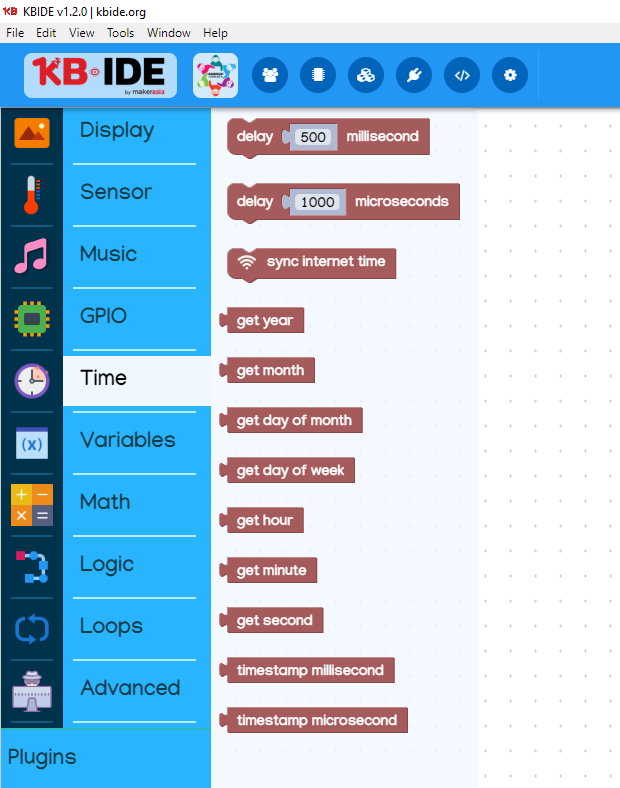 KBIDE v1.2.0 | kbide.org
File Edit View Tools Window Help
KB IDE
by makerasia
Display
Sensor
Music
GPIO
Time
Variables
Math
Logic
Loops
Advanced
Plugins
delay 500 millisecond
delay 1000 microseconds
sync internet time
get year
get month
get day of month
get day of week
get hour
get minute
get second
timestamp millisecond
timestamp microsecond